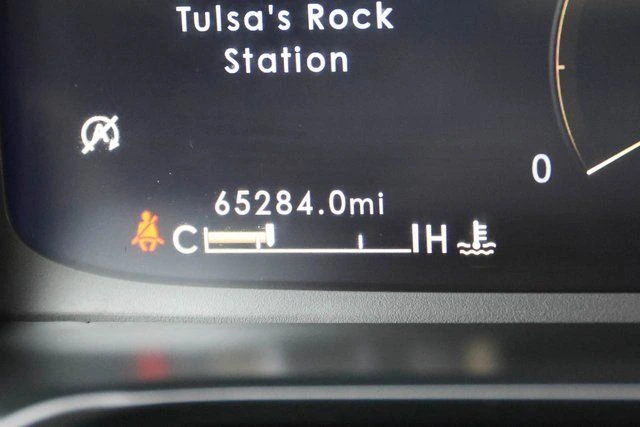 Tulsa's Rock
Station
A
0
65284.0mi
C H